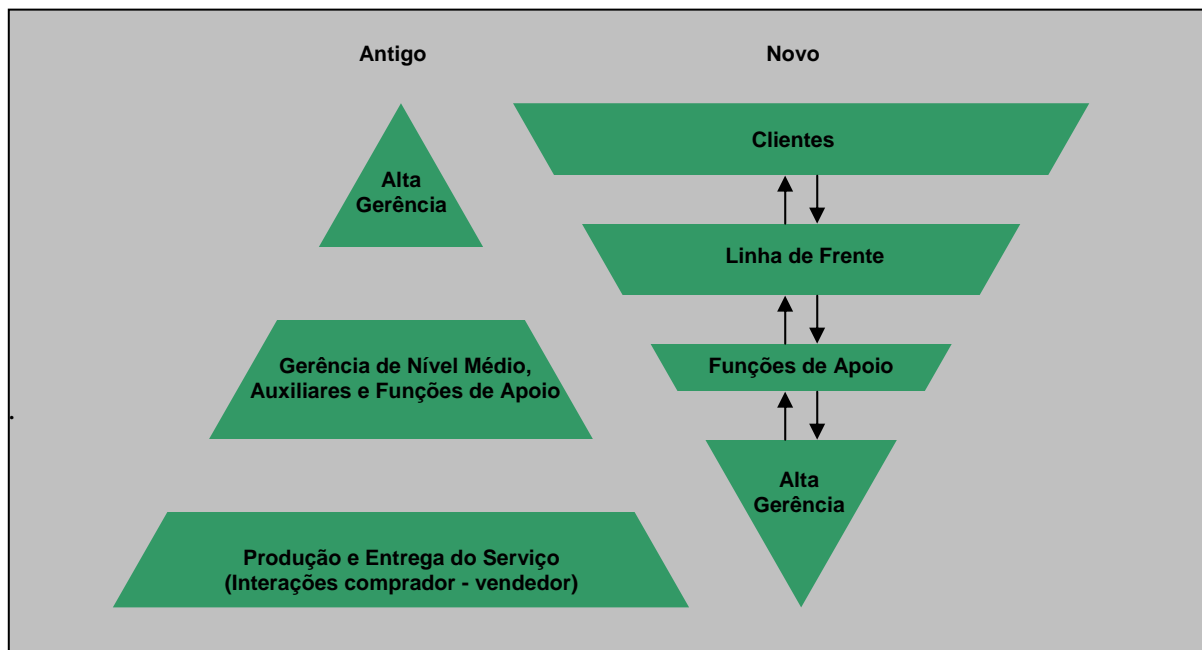 Antigo
Novo
Alta
Gerência
Gerência de Nível Médio,
Auxiliares e Funções de Apoio
Produção e Entrega do Serviço
(Interações comprador - vendedor)
Clientes
Linha de Frente
Funções de Apoio
Alta
Gerência
.